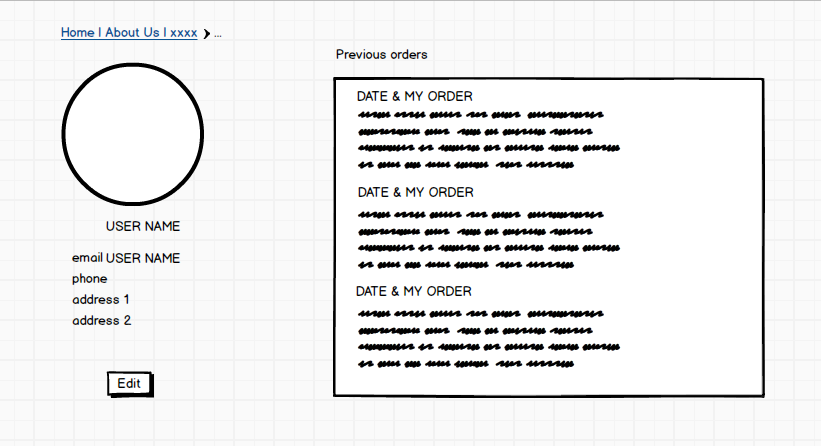 Home | About Us | xxxx ...
USER NAME
email USER NAME
phone
address 1
address 2
Edit
Previous orders
DATE & MY ORDER
DATE & MY ORDER
DATE & MY ORDER